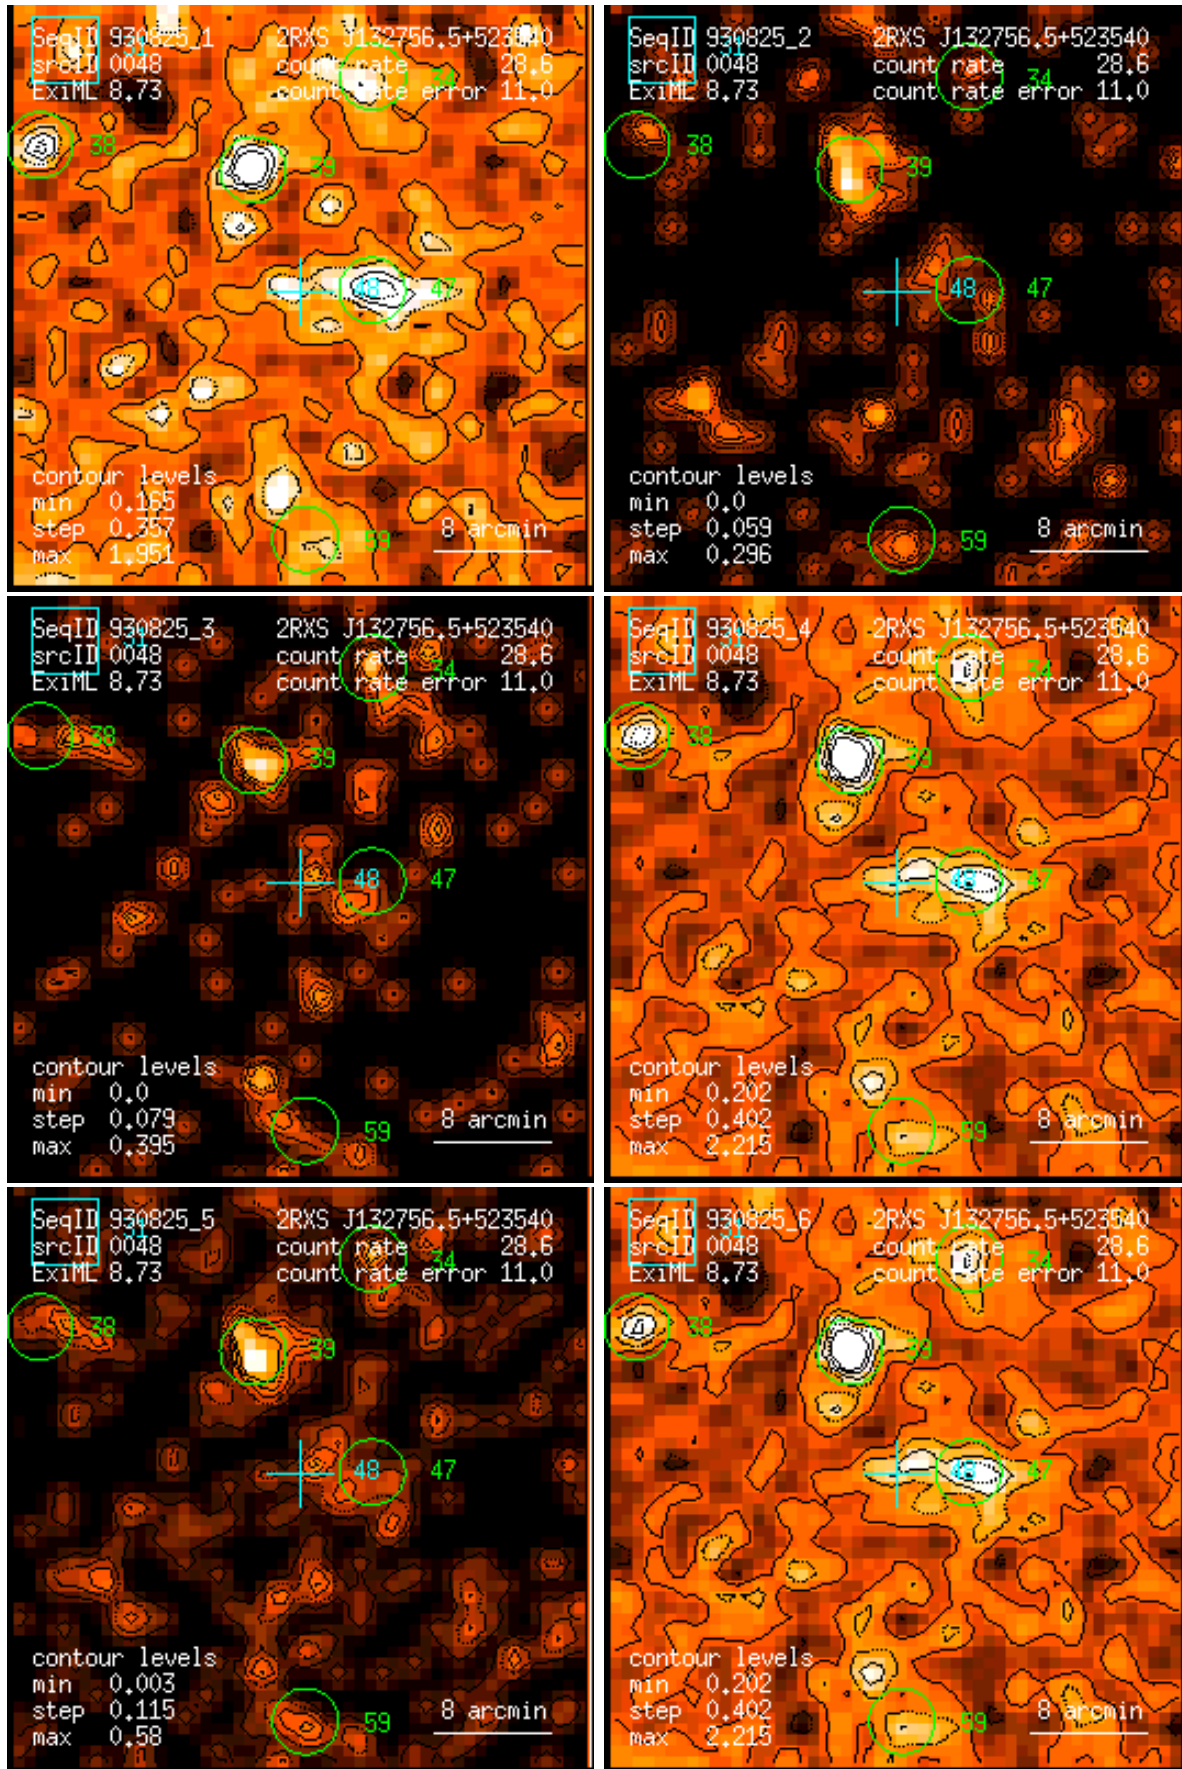 SeqID 930825_1 2RXS J132756.5+523540
srcID 0048 count rate 28.6
ExiML 8.73 count rate error 11.0
31
34
38
39
48
47
contour levels
min 0.165
step 0.357
max 1.951
59
8 arcmin
SeqID 930825_2 2RXS J132756.5+523540
srcID 0048 count rate 28.6
ExiML 8.73 count rate error 11.0
31
34
38
39
48
47
contour levels
min 0.0
step 0.059
max 0.296
59
8 arcmin
SeqID 930825_3 2RXS J132756.5+523540
srcID 0048 count rate 28.6
ExiML 8.73 count rate error 11.0
31
34
38
39
48
47
contour levels
min 0.0
step 0.079
max 0.395
59
8 arcmin
SeqID 930825_4 2RXS J132756.5+523540
srcID 0048 count rate 28.6
ExiML 8.73 count rate error 11.0
31
34
38
39
48
47
contour levels
min 0.202
step 0.402
max 2.215
59
8 arcmin
SeqID 930825_5 2RXS J132756.5+523540
srcID 0048 count rate 28.6
ExiML 8.73 count rate error 11.0
31
34
38
39
48
47
contour levels
min 0.003
step 0.115
max 0.58
59
8 arcmin
SeqID 930825_6 2RXS J132756.5+523540
srcID 0048 count rate 28.6
ExiML 8.73 count rate error 11.0
31
34
38
39
48
47
contour levels
min 0.202
step 0.402
max 2.215
59
8 arcmin